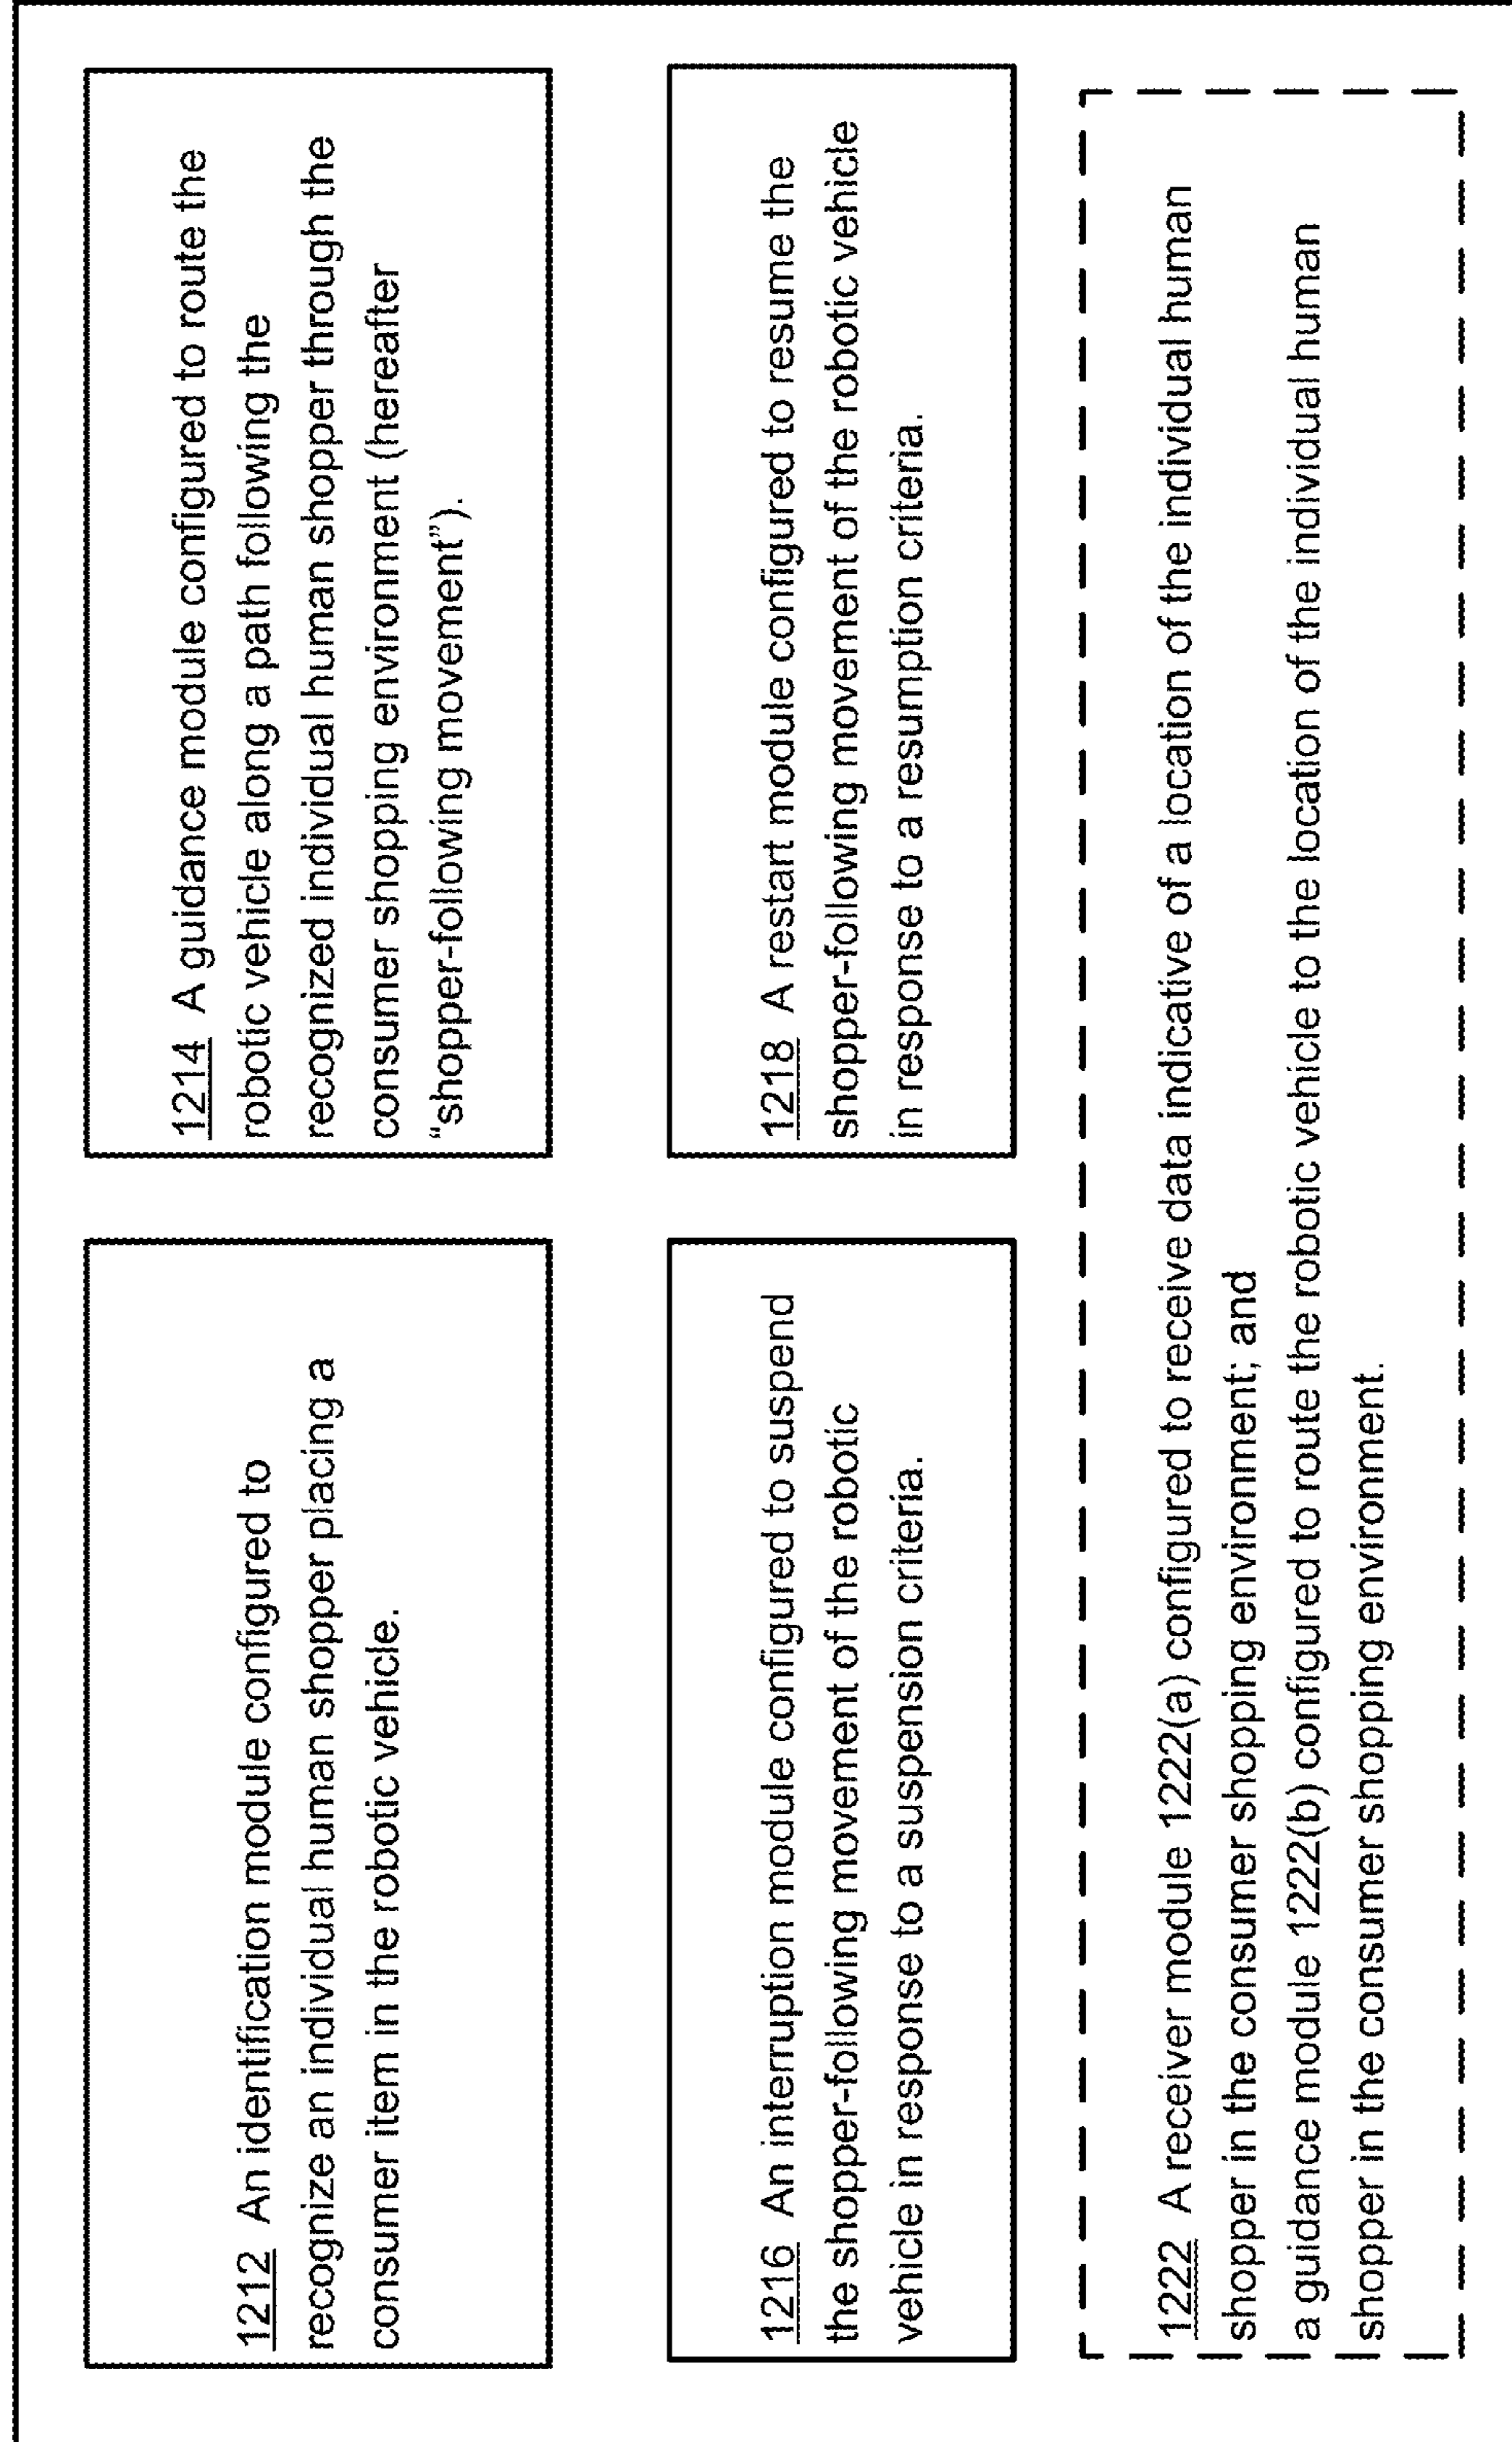 1212 An identification module configured to
recognize an individual human shopper placing a
consumer item in the robotic vehicle.
1214 A guidance module configured to route the
robotic vehicle along a path following the
recognized individual human shopper through the
consumer shopping environment (hereafter
“shopper-following movement”).
1216 An interruption module configured to suspend
the shopper-following movement of the robotic
vehicle in response to a suspension criteria.
1218 A restart module configured to resume the
shopper-following movement of the robotic vehicle
in response to a resumption criteria.
1222 A receiver module 1222(a) configured to receive data indicative of a location of the individual human
shopper in the consumer shopping environment; and
a guidance module 1222(b) configured to route the robotic vehicle to the location of the individual human
shopper in the consumer shopping environment.